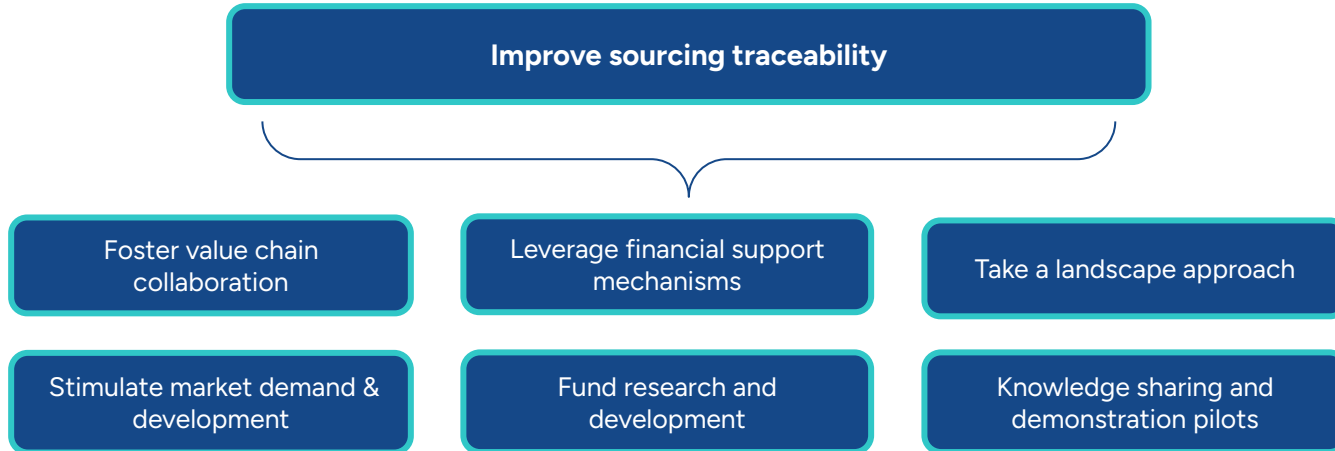 Improve sourcing traceability
Foster value chain
collaboration
Leverage financial support
mechanisms
Take a landscape approach
Stimulate market demand &
development
Fund research and
development
Knowledge sharing and
demonstration pilots